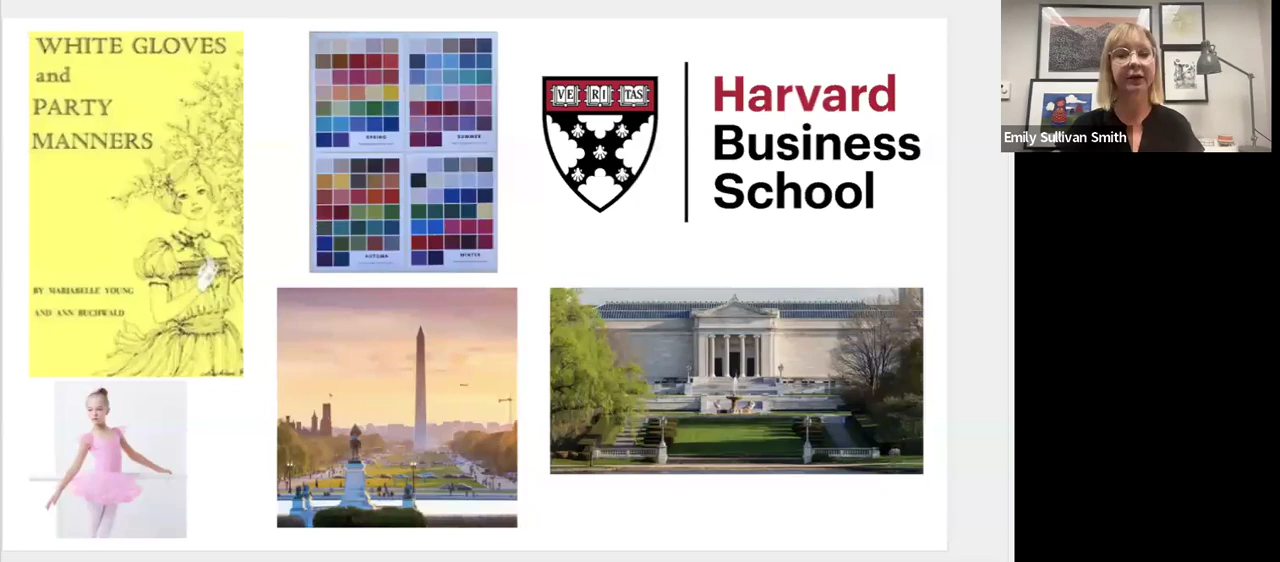 WHITE GLOVES
and
PARTY
MANNERS
BY MARIABELLE YOUNG
AND ANN BUCHWALD
SPRING
SUMMER
AUTUMN
WINTER
VE RI TAS
Harvard
Business
School
Emily Sullivan Smith